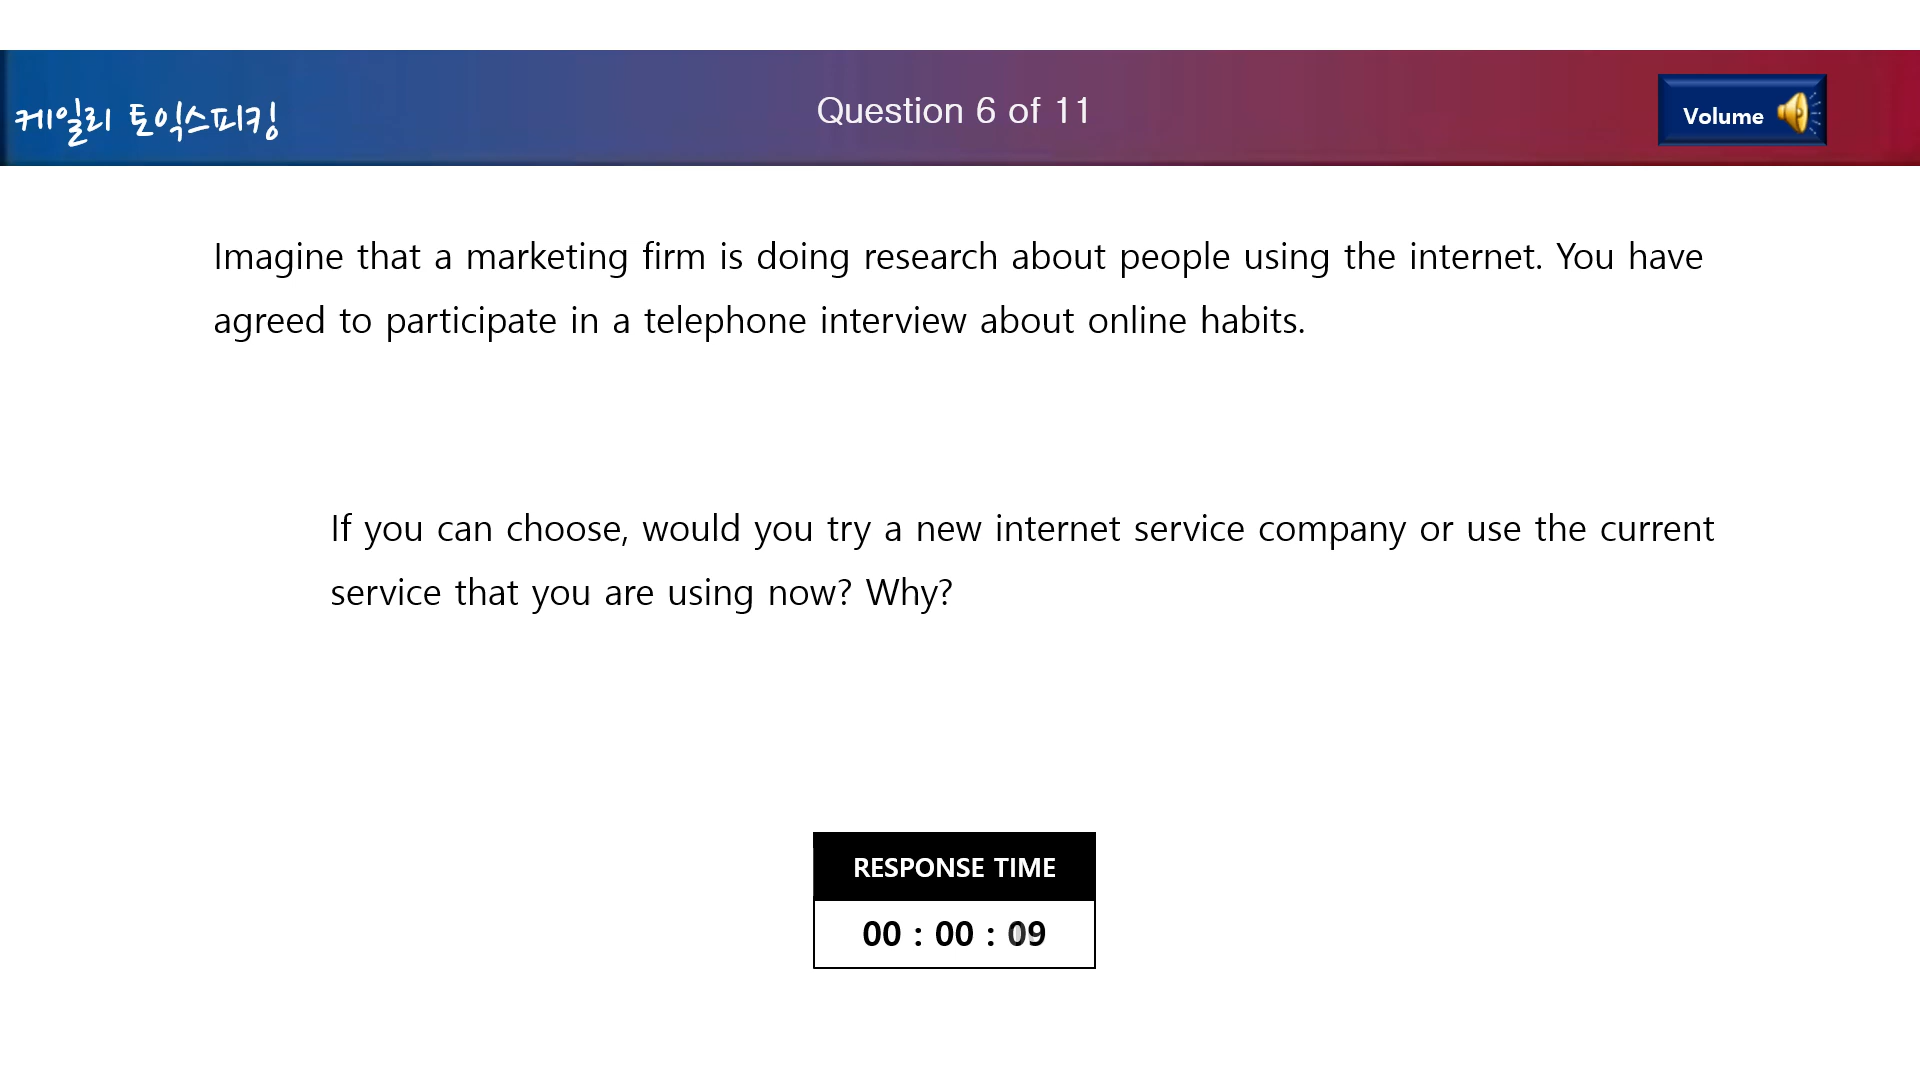 케일리 토익스피킹
Question 6 of 11
Volume
Imagine that a marketing firm is doing research about people using the internet. You have
agreed to participate in a telephone interview about online habits.
If you can choose, would you try a new internet service company or use the current
service that you are using now? Why?
RESPONSE TIME
00 : 00 : 09